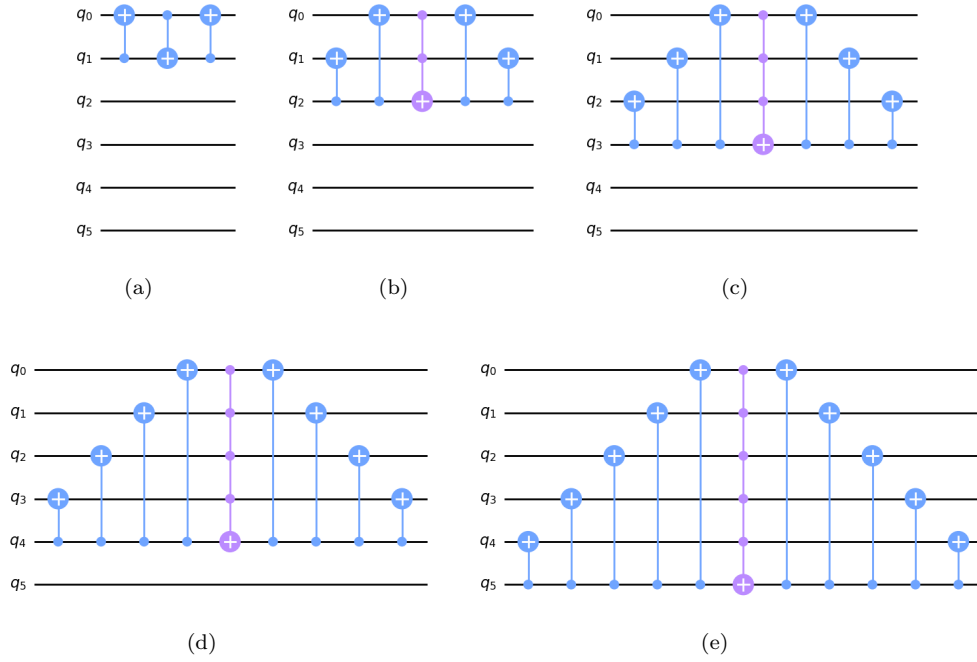 q0 q0 q0
q1 q1 q1
q2 q2 q2
q3 q3 q3
q4 q4 q4
q5 q5 q5
(a) (b) (c)
q0 q0
q1 q1
q2 q2
q3 q3
q4 q4
q5 q5
(d) (e)